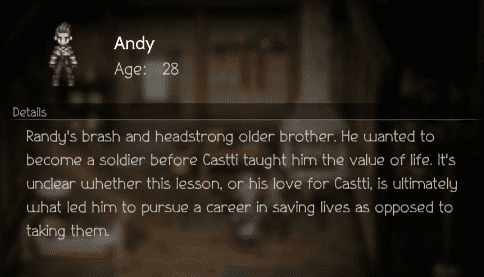 Andy
Age: 28
Details
Randy's brash and headstrong older brother. He wanted to
become a soldier before Castti taught him the value of life. It's
unclear whether this lesson, or his love for Castti, is ultimately
what led him to pursue a career in saving lives as opposed to
taking them.